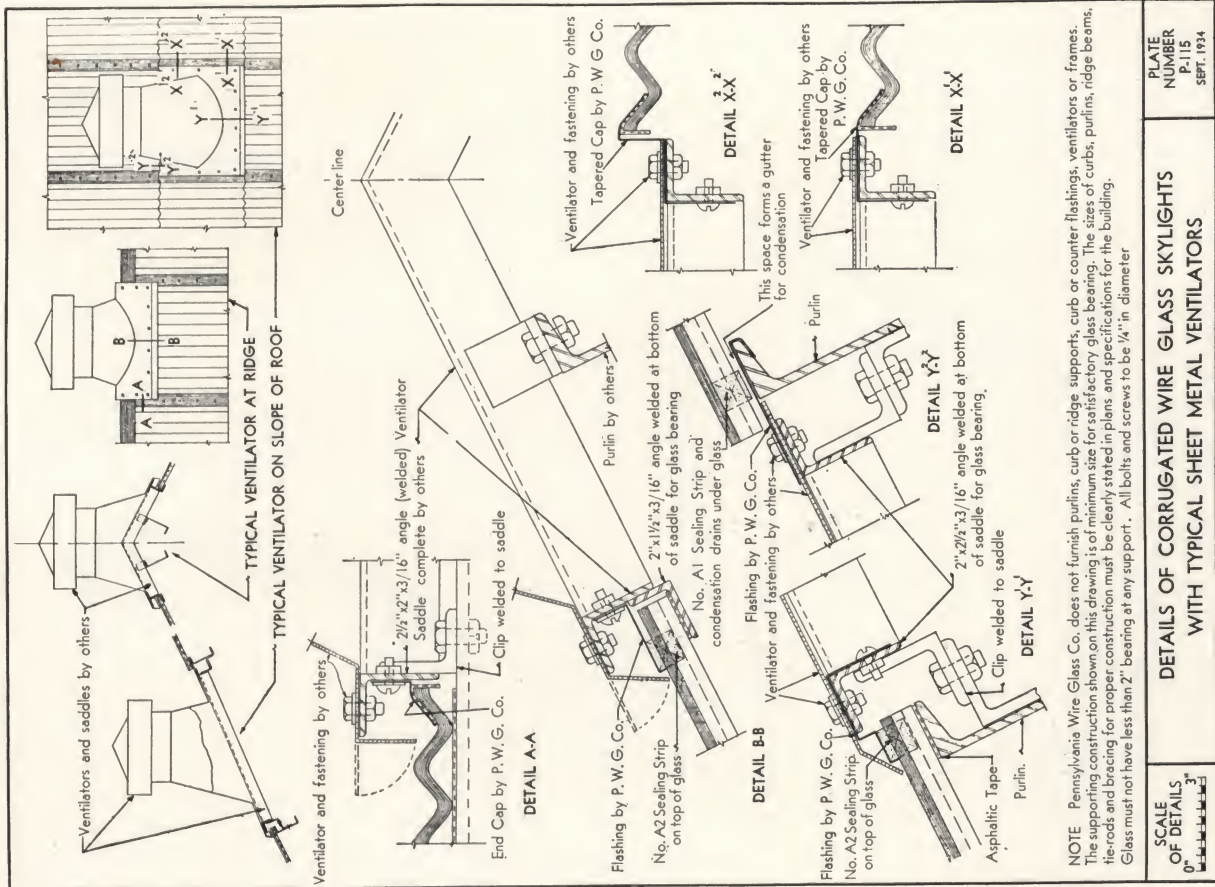 Ventilators and saddles by others
TYPICAL VENTILATOR AT RIDGE
TYPICAL VENTILATOR ON SLOPE OF ROOF
A
A
B
B
Y²
Y²
Y¹
Y¹
X²
X²
X¹
X¹
Ventilator and fastening by others
2½"x2"x3/16" angle (welded) Ventilator
Saddle complete by others
Clip welded to saddle
End Cap by P.W.G. Co.
DETAIL A-A
Center line
Purlin by others
Flashing by P.W.G. Co.
No. A2 Sealing Strip
on top of glass
2"x1½"x3/16" angle welded at bottom
of saddle for glass bearing
No. A1 Sealing Strip and
condensation drains under glass
DETAIL B-B
Ventilator and fastening by others
Tapered Cap by P.W G Co.
DETAIL X²-X²
This space forms a gutter
for condensation
Ventilator and fastening by others
Tapered Cap by
P.W.G. Co.
DETAIL X¹-X¹
Flashing by P.W.G. Co.
Ventilator and fastening by others
Purlin
DETAIL Y²-Y²
2"x2½"x3/16" angle welded at bottom
of saddle for glass bearing
Flashing by P.W.G. Co.
No. A2 Sealing Strip
on top of glass
Asphaltic Tape
Purlin.
Clip welded to saddle
DETAIL Y¹-Y¹
NOTE Pennsylvania Wire Glass Co. does not furnish purlins, curb or ridge supports, curb or counter flashings, ventilators or frames.
The supporting construction shown on this drawing is of minimum size for satisfactory glass bearing. The sizes of curbs, purlins, ridge beams,
tie-rods and bracing for proper construction must be clearly stated in plans and specifications for the building.
Glass must not have less than 2" bearing at any support. All bolts and screws to be ¼" in diameter
SCALE
OF DETAILS
0" 3"
DETAILS OF CORRUGATED WIRE GLASS SKYLIGHTS
WITH TYPICAL SHEET METAL VENTILATORS
PLATE
NUMBER
P-115
SEPT. 1934